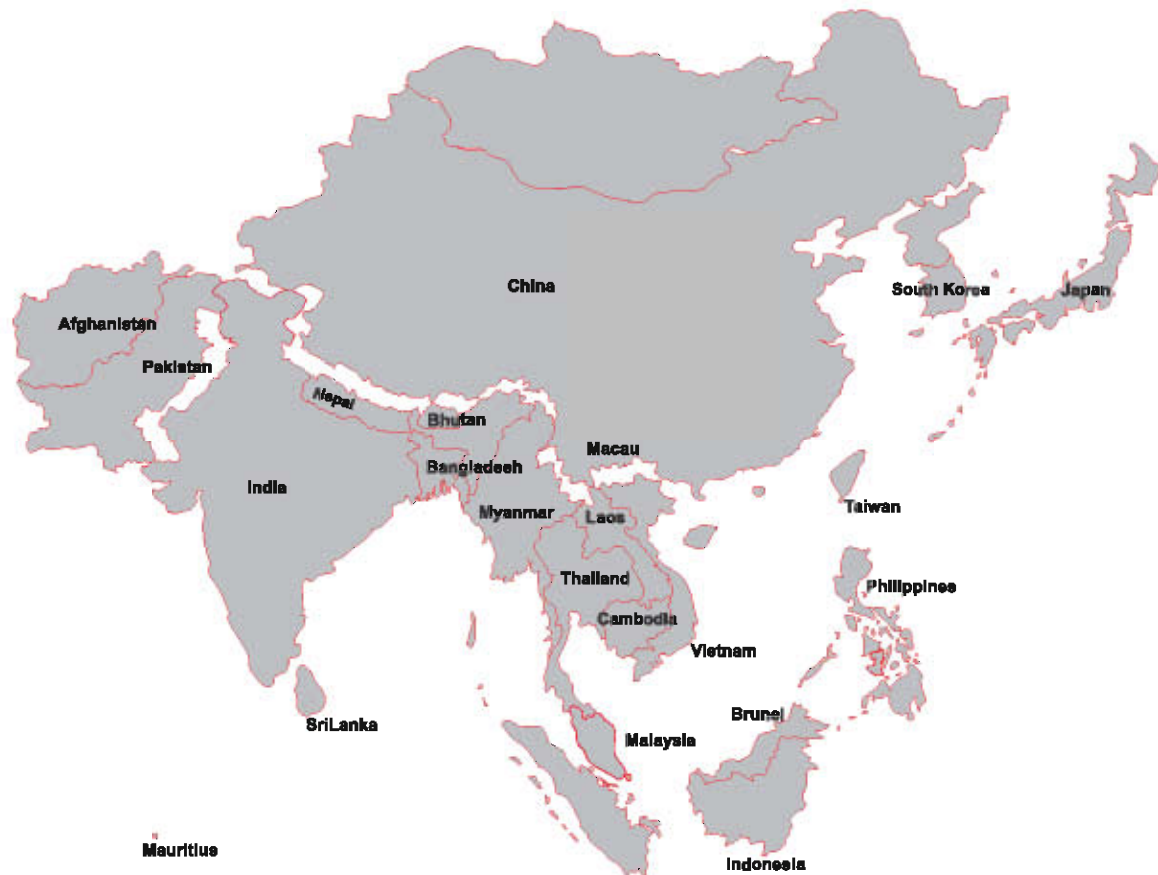 China
South Korea
Japan
Afghanistan
Pakistan
Nepal
Bhutan
Macau
Bangladesh
India
Myanmar
Laos
Taiwan
Thailand
Philippines
Cambodia
Vietnam
SriLanka
Brunei
Malaysia
Mauritius
Indonesia